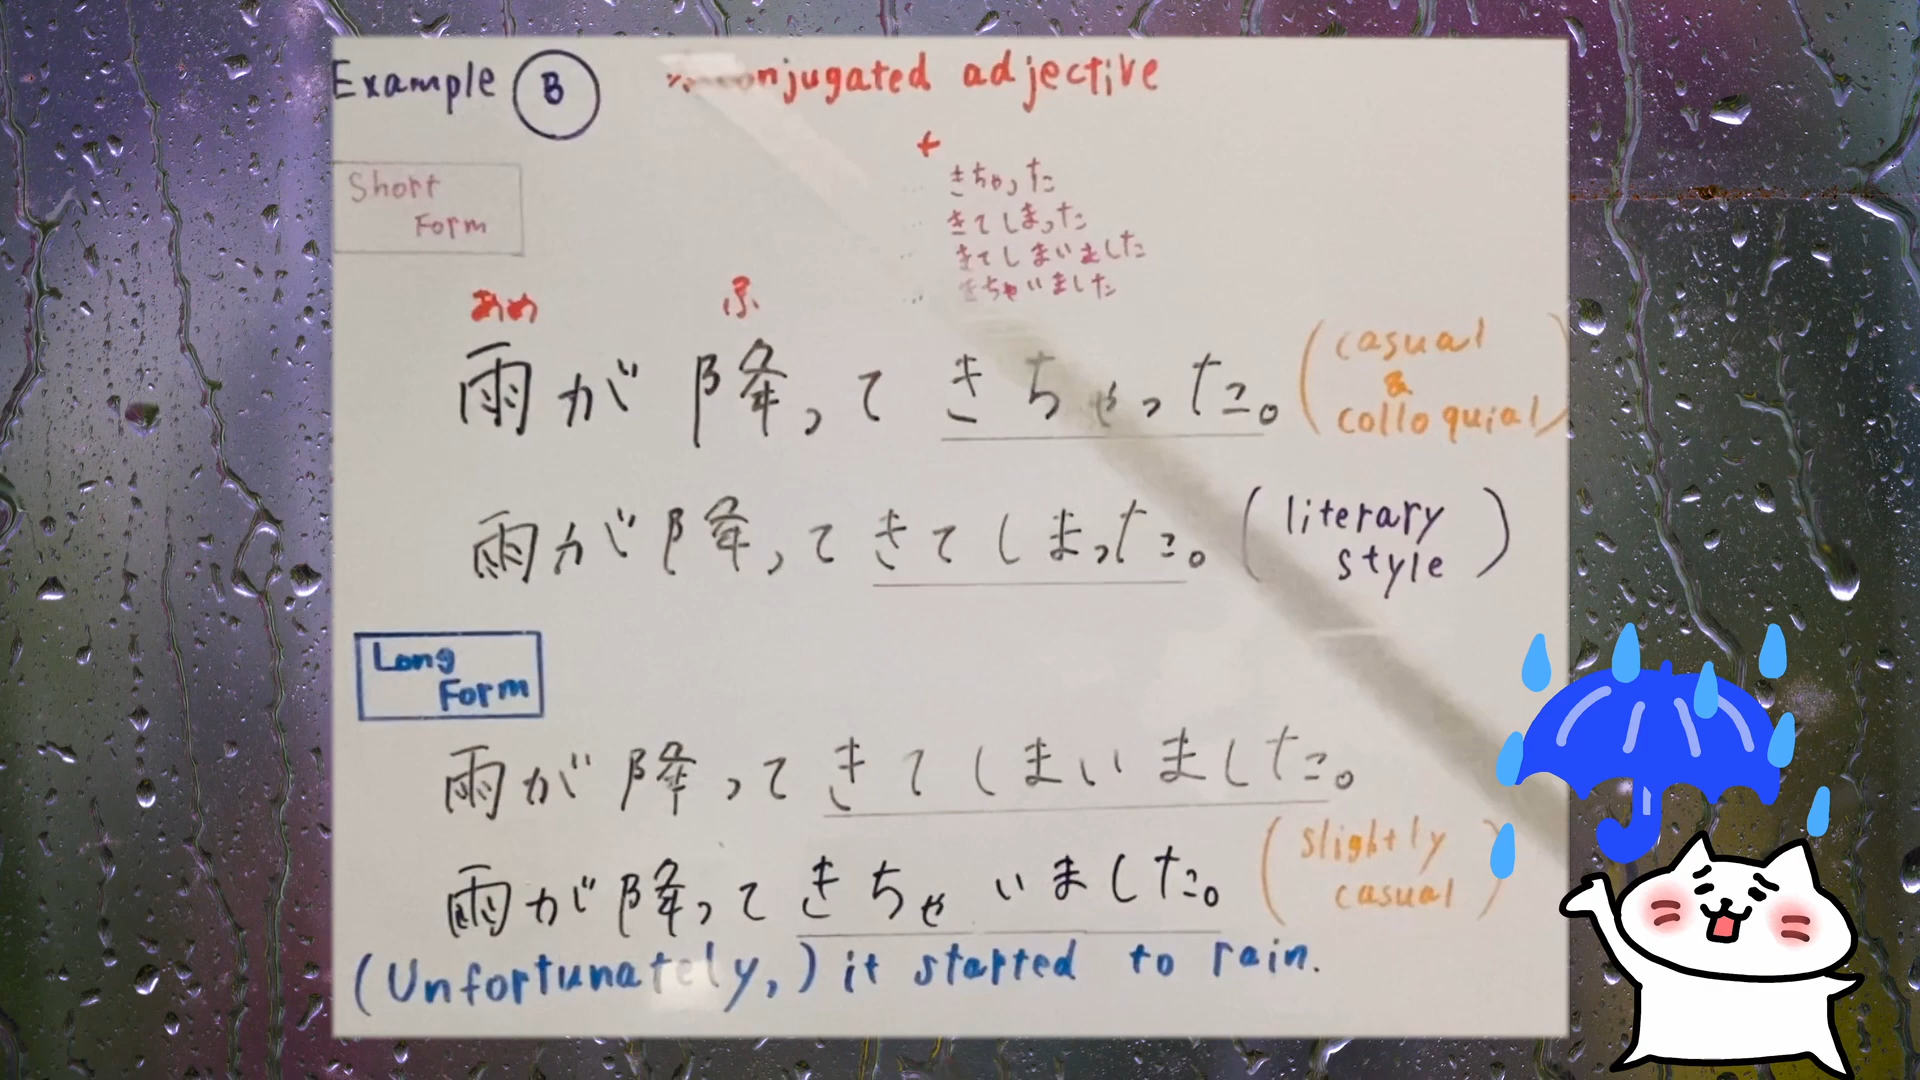 Example B
conjugated adjective
+
きちゃった
きてしまった
きてしまいました
きちゃいました
Short
Form
あめ ふ
雨が降ってきちゃった。
(casual
&
colloquial)
雨が降ってきてしまった。
(literary
style)
Long
Form
雨が降ってきてしまいました。
雨が降ってきちゃいました。
(slightly
casual)
(Unfortunately,) it started to rain.